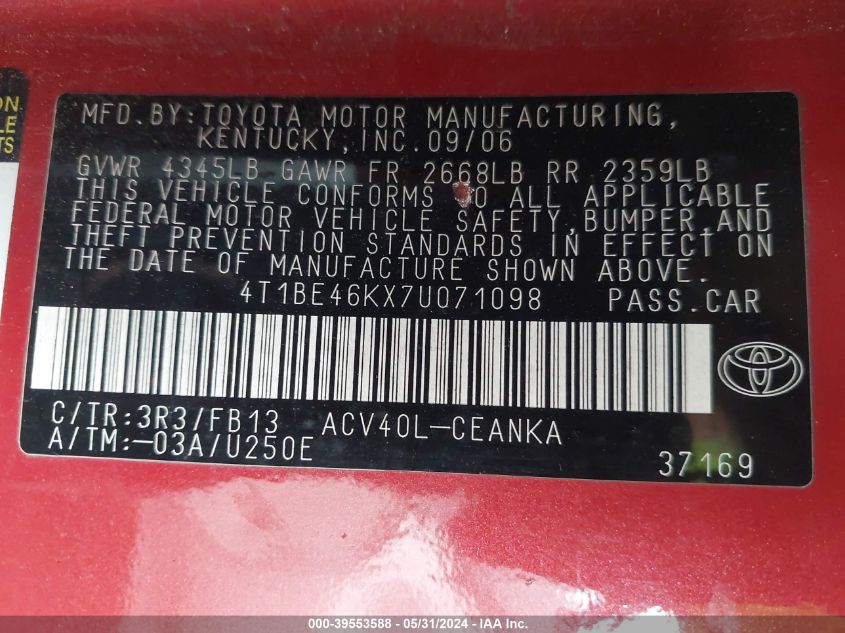 ON
LE
TS
MFD.BY:TOYOTA MOTOR MANUFACTURING,
KENTUCKY,INC.09/06
GVWR 4345LB GAWR FR 2668LB RR 2359LB
THIS VEHICLE CONFORMS TO ALL APPLICABLE
FEDERAL MOTOR VEHICLE SAFETY,BUMPER,AND
THEFT PREVENTION STANDARDS IN EFFECT ON
THE DATE OF MANUFACTURE SHOWN ABOVE.
4T1BE46KX7U071098 PASS.CAR
C/TR:3R3/FB13 ACV40L-CEANKA
A/TM:-03A/U250E
37169
000-39553588 - 05/31/2024 - IAA, Inc.